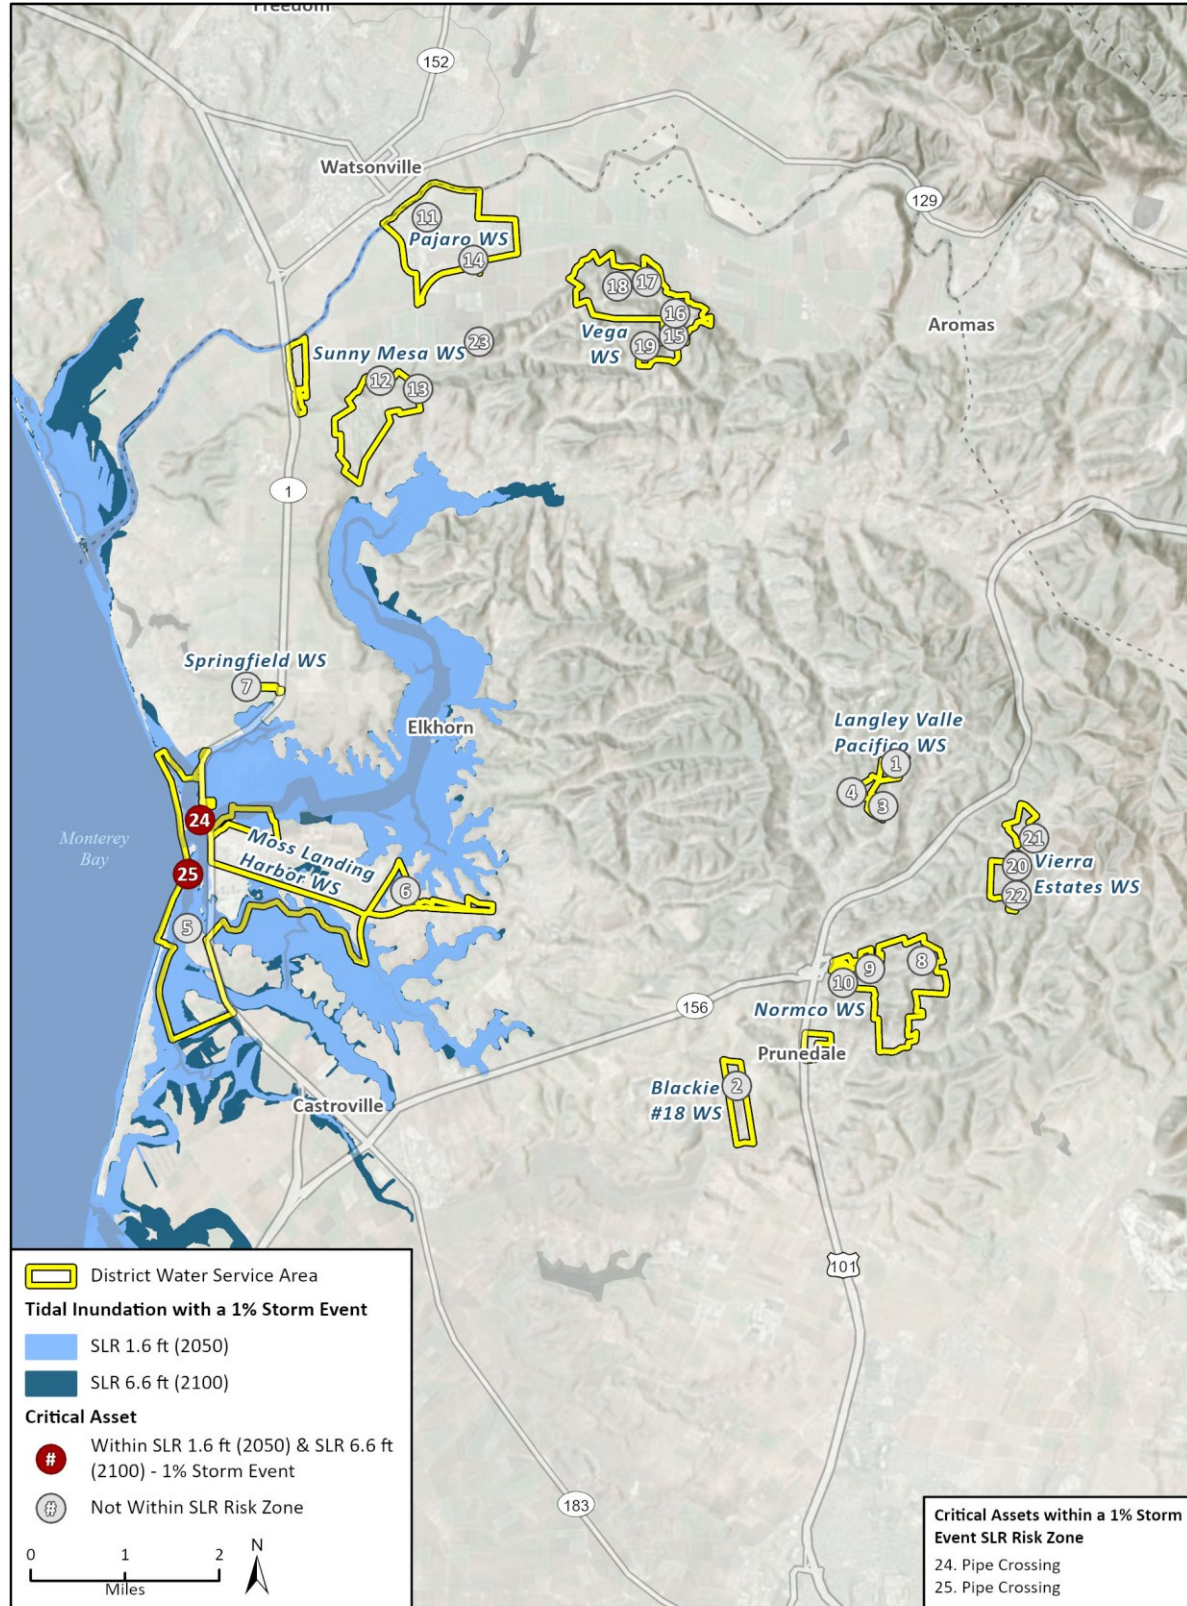 Freedom
152
Watsonville
129
11
Pajaro WS
14
18
17
16
Vega
WS
19
15
Aromas
23
Sunny Mesa WS
12
13
1
Springfield WS
7
Elkhorn
Langley Valle
Pacifico WS
1
4
3
24
Monterey
Bay
Moss Landing
Harbor WS
25
6
5
21
20
Vierra
Estates WS
22
8
9
10
Normco WS
156
Prunedale
Blackie
#18 WS
2
Castroville
101
183
District Water Service Area
Tidal Inundation with a 1% Storm Event
SLR 1.6 ft (2050)
SLR 6.6 ft (2100)
Critical Asset
# Within SLR 1.6 ft (2050) & SLR 6.6 ft
(2100) - 1% Storm Event
# Not Within SLR Risk Zone
0 1 2
Miles
N
Critical Assets within a 1% Storm
Event SLR Risk Zone
24. Pipe Crossing
25. Pipe Crossing